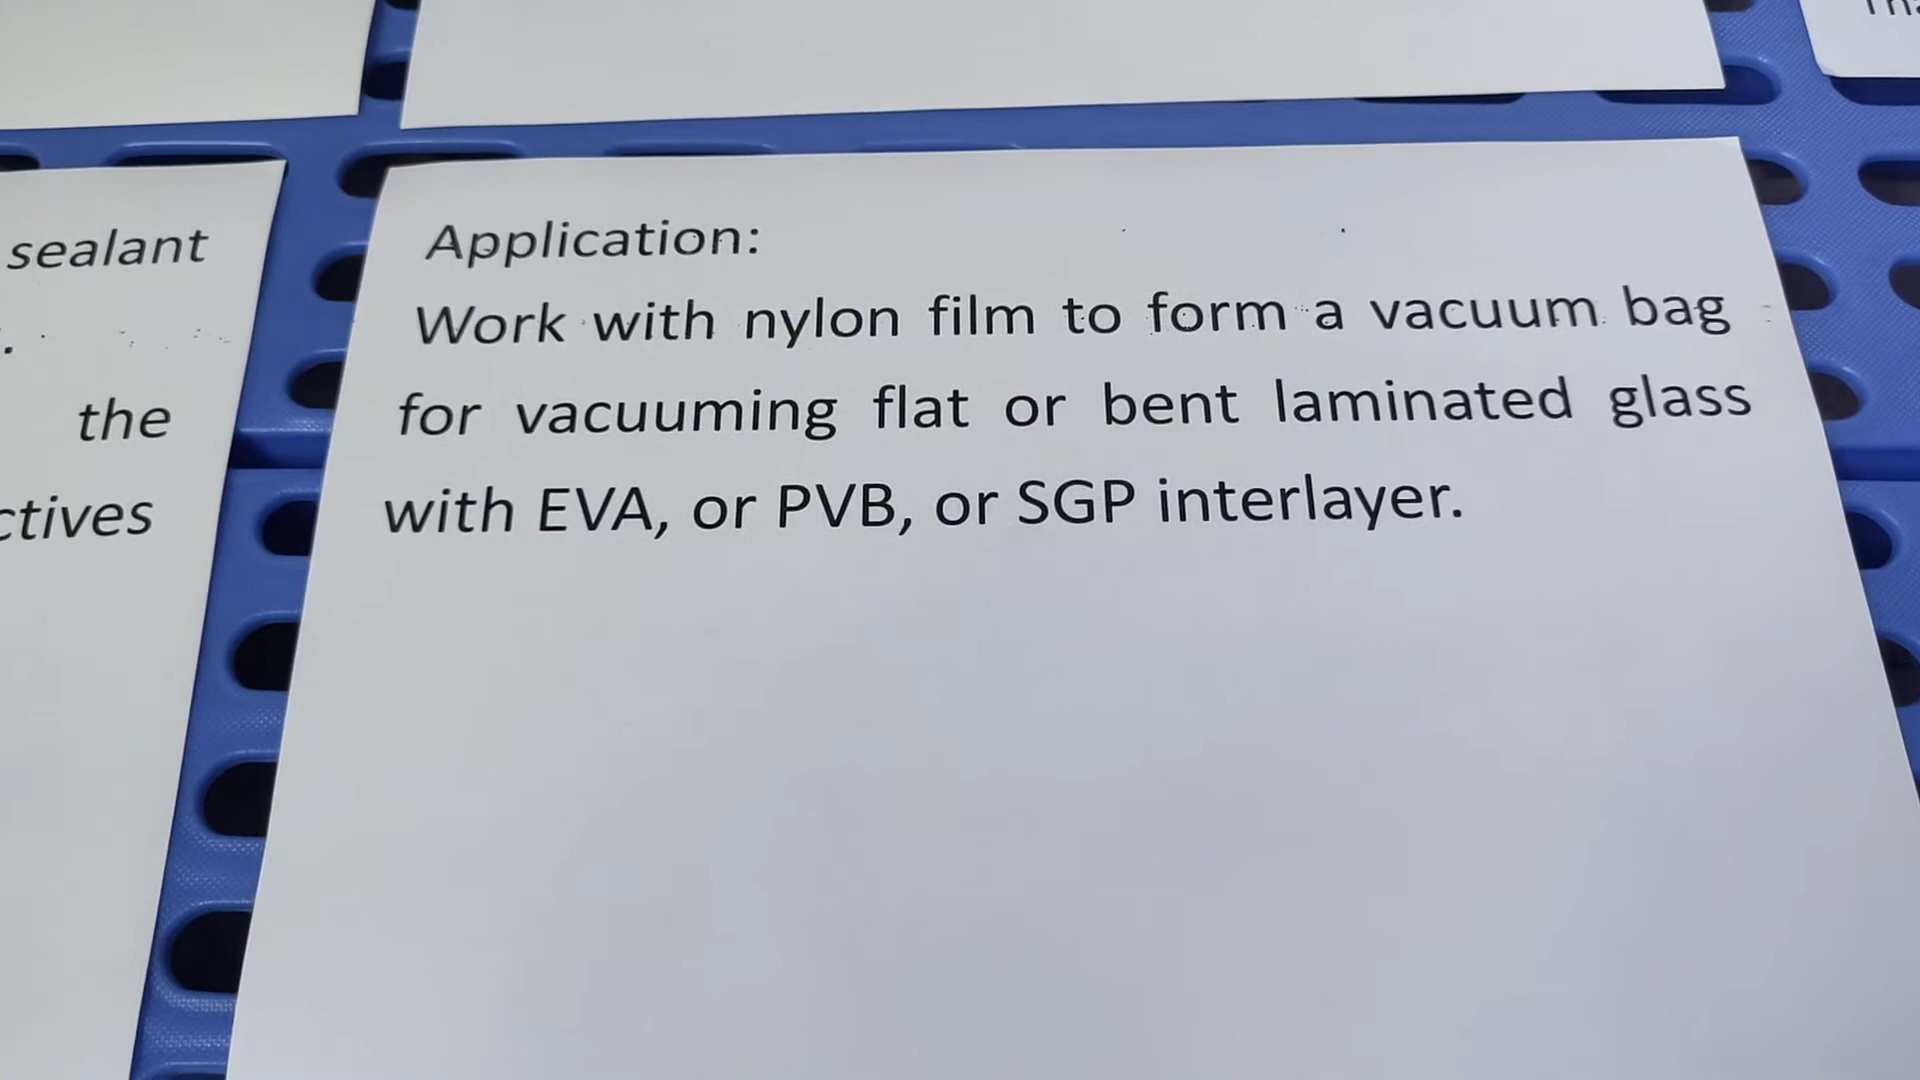 sealant
the
Application:
Work with nylon film to form a vacuum bag
for vacuuming flat or bent laminated glass
with EVA, or PVB, or SGP interlayer.